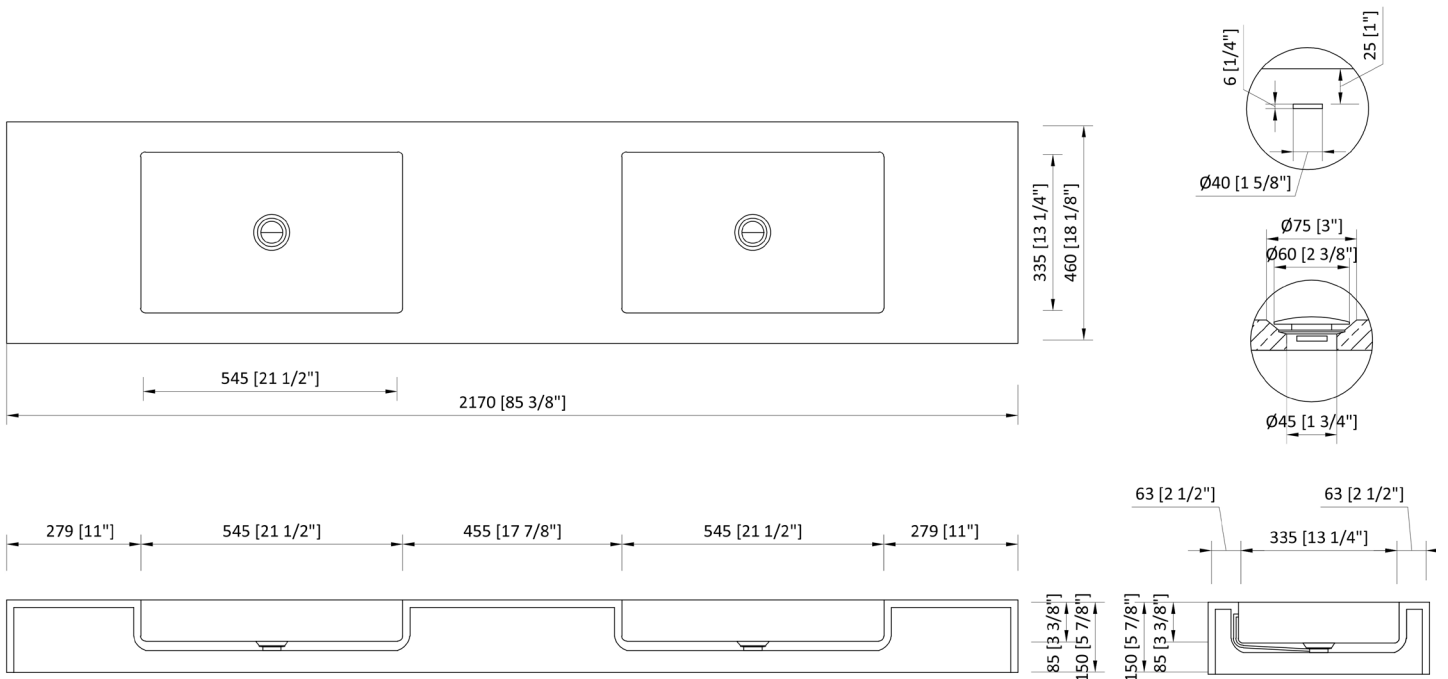 6 [1/4"]
25 [1"]
Ø40 [1 5/8"]
335 [13 1/4"]
460 [18 1/8"]
Ø75 [3"]
Ø60 [2 3/8"]
545 [21 1/2"]
2170 [85 3/8"]
Ø45 [1 3/4"]
279 [11"]
545 [21 1/2"]
455 [17 7/8"]
545 [21 1/2"]
279 [11"]
63 [2 1/2"]
63 [2 1/2"]
335 [13 1/4"]
85 [3 3/8"]
150 [5 7/8"]
150 [5 7/8"]
85 [3 3/8"]